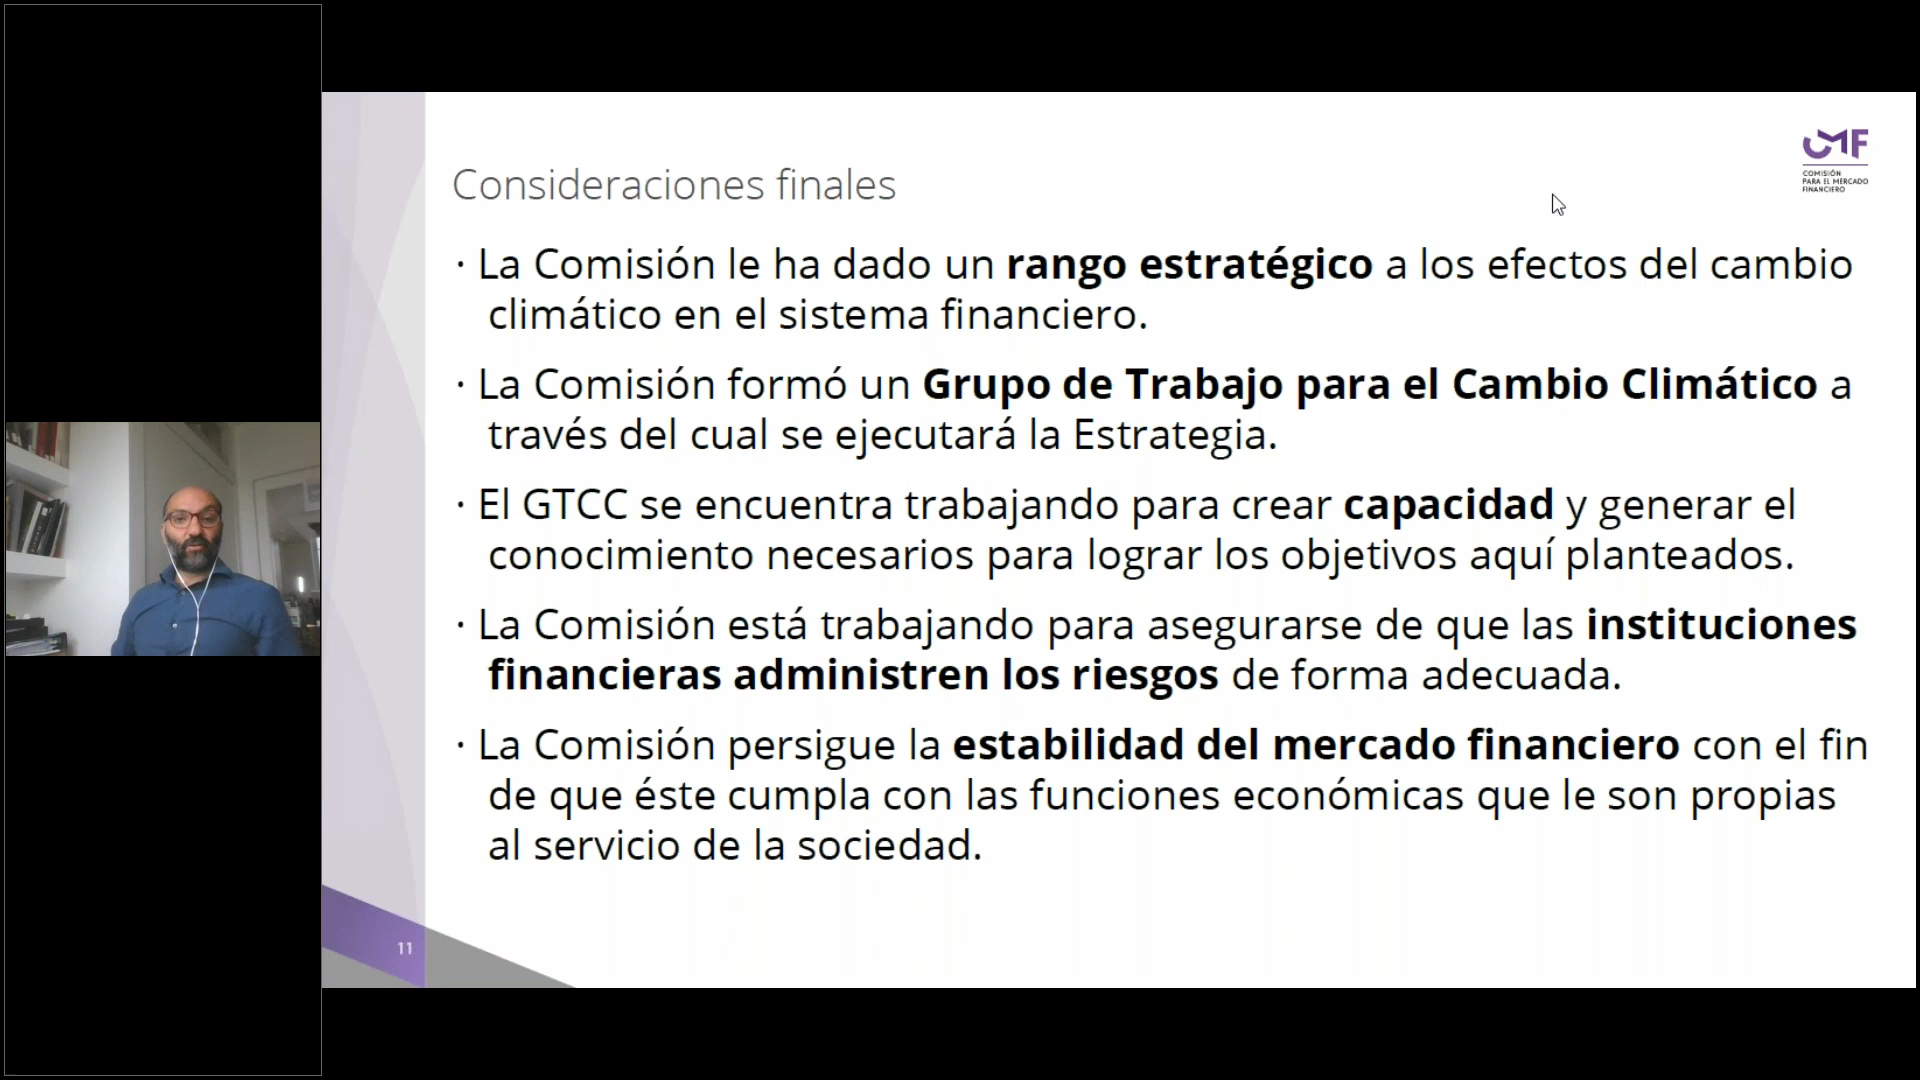 CMF
COMISIÓN
PARA EL MERCADO
FINANCIERO
Consideraciones finales
· La Comisión le ha dado un rango estratégico a los efectos del cambio
climático en el sistema financiero.
· La Comisión formó un Grupo de Trabajo para el Cambio Climático a
través del cual se ejecutará la Estrategia.
· El GTCC se encuentra trabajando para crear capacidad y generar el
conocimiento necesarios para lograr los objetivos aquí planteados.
· La Comisión está trabajando para asegurarse de que las instituciones
financieras administren los riesgos de forma adecuada.
· La Comisión persigue la estabilidad del mercado financiero con el fin
de que éste cumpla con las funciones económicas que le son propias
al servicio de la sociedad.
11